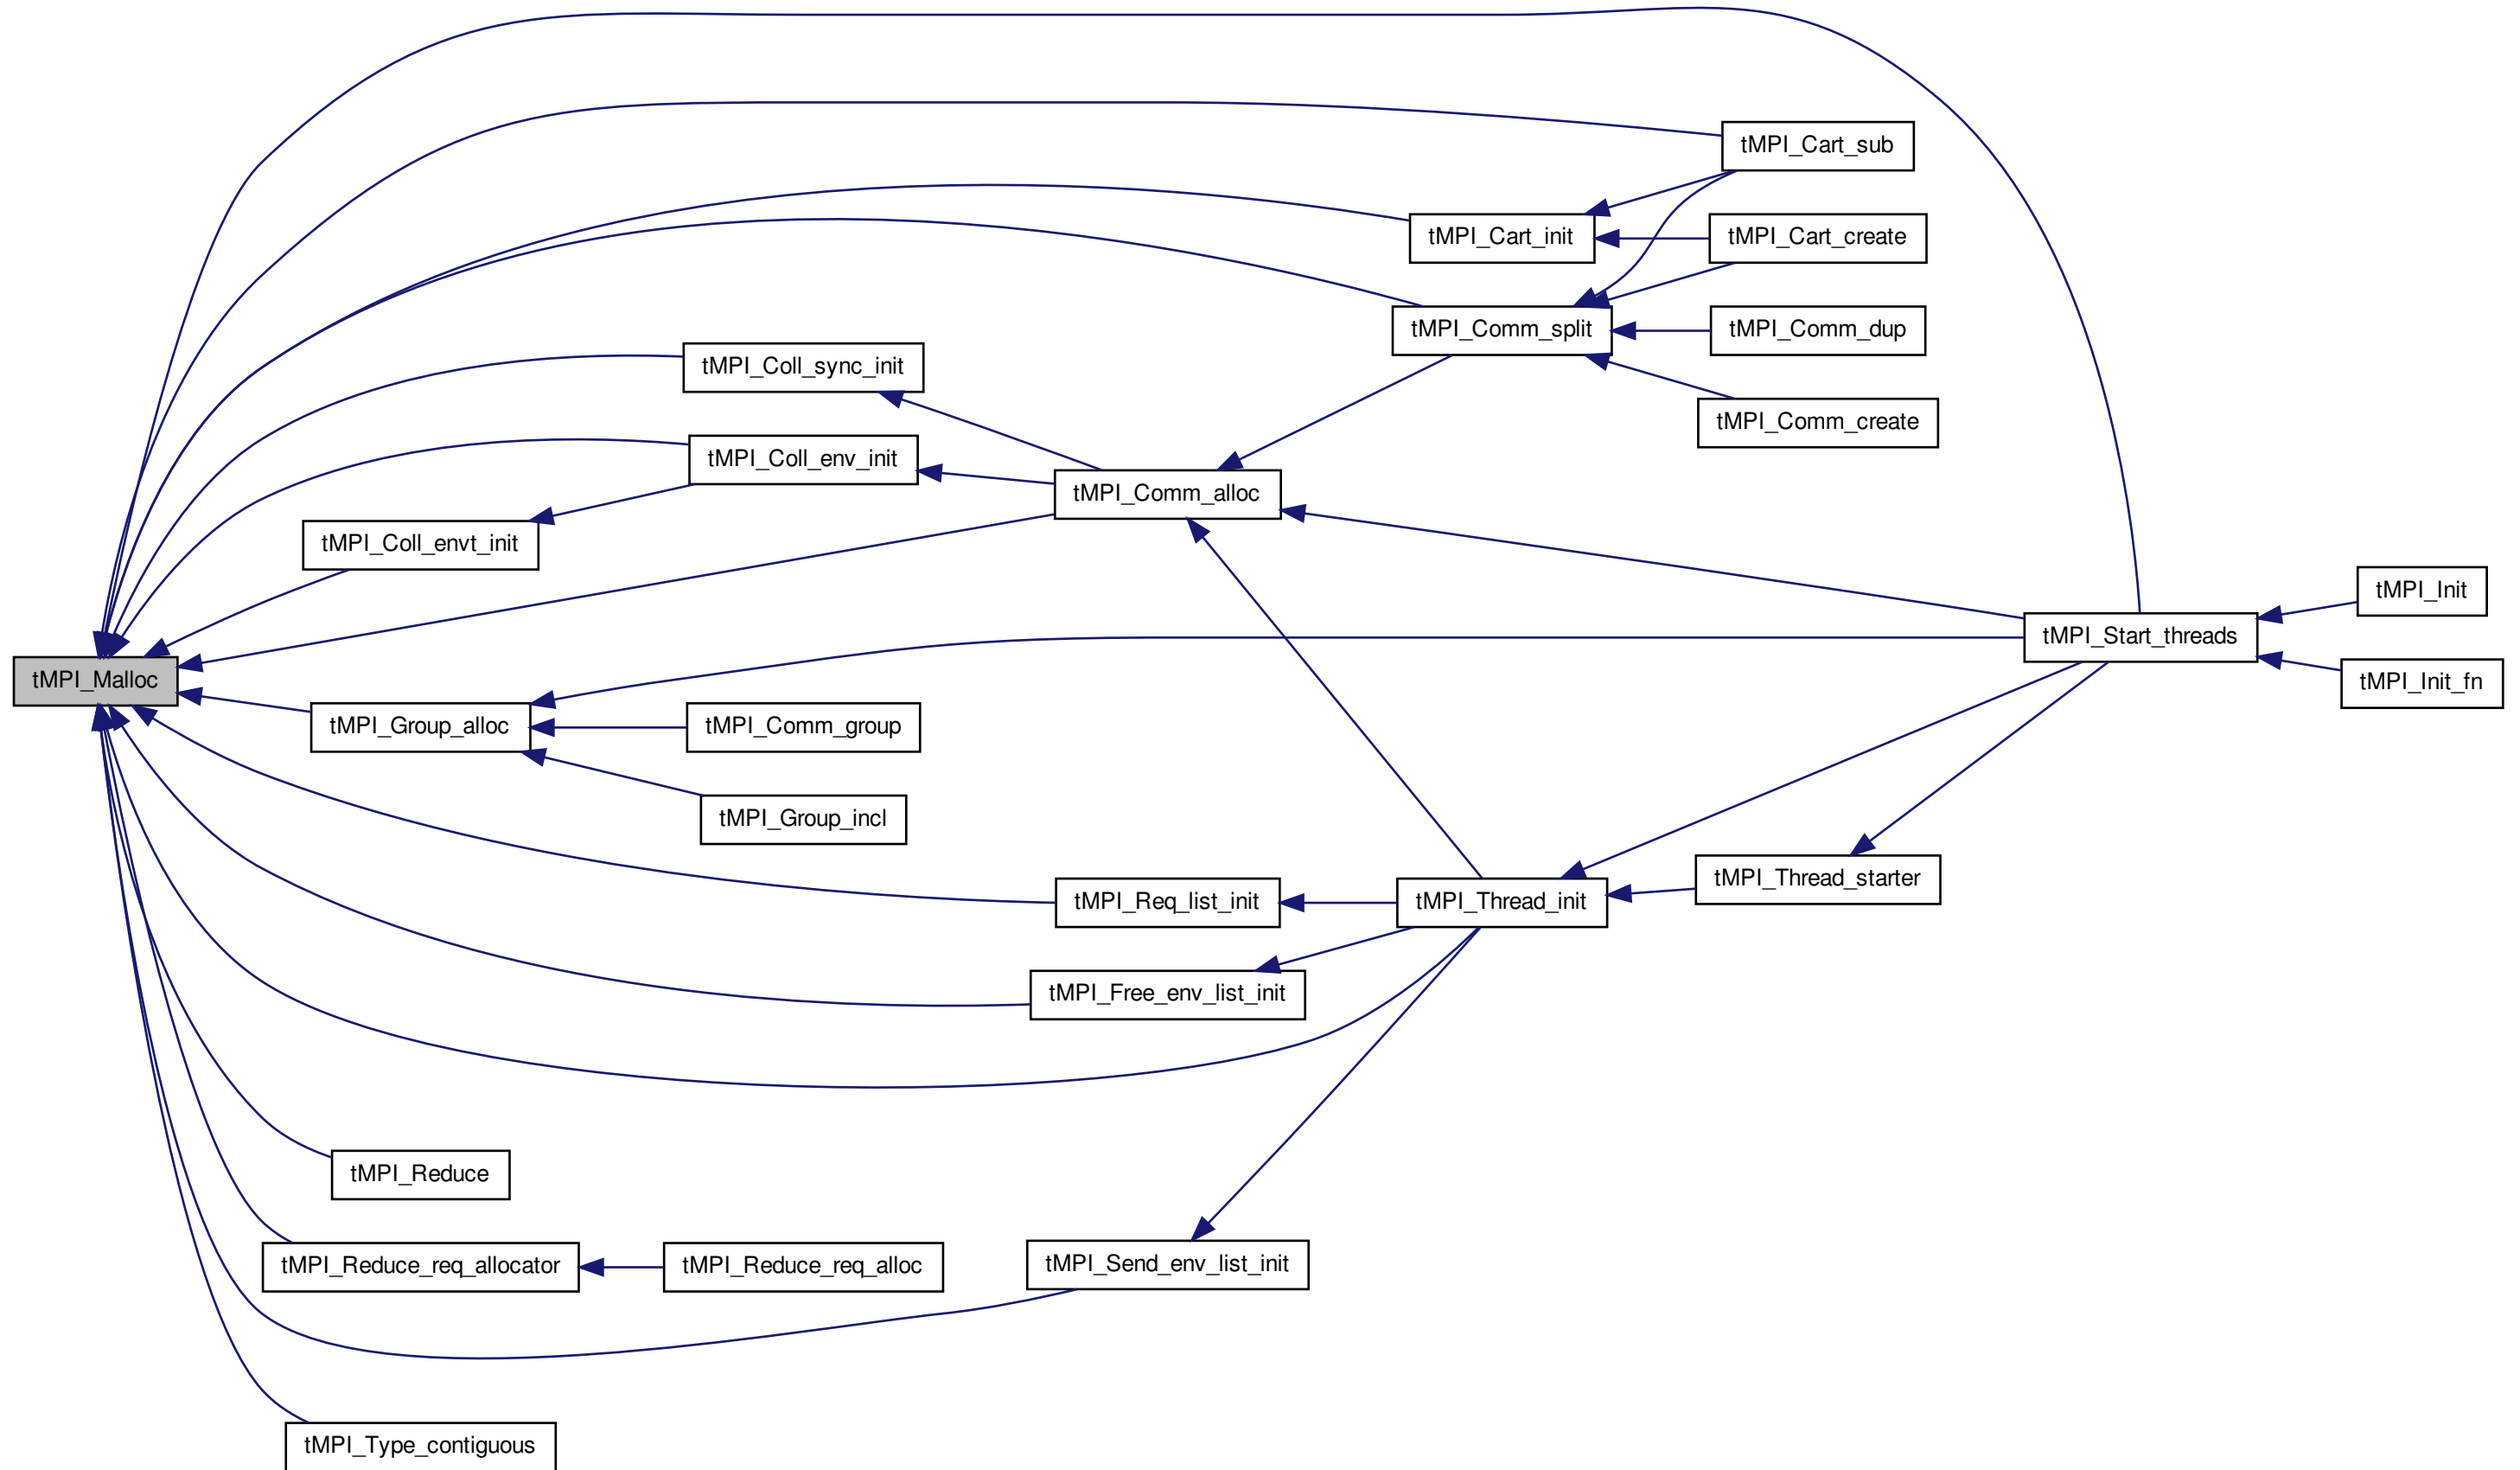 tMPI_Cart_sub
tMPI_Cart_init
tMPI_Cart_create
tMPI_Comm_split
tMPI_Comm_dup
tMPI_Coll_sync_init
tMPI_Comm_create
tMPI_Coll_env_init
tMPI_Comm_alloc
tMPI_Coll_envt_init
tMPI_Init
tMPI_Start_threads
tMPI_Malloc
tMPI_Init_fn
tMPI_Group_alloc
tMPI_Comm_group
tMPI_Group_incl
tMPI_Thread_starter
tMPI_Req_list_init
tMPI_Thread_init
tMPI_Free_env_list_init
tMPI_Reduce
tMPI_Reduce_req_allocator
tMPI_Reduce_req_alloc
tMPI_Send_env_list_init
tMPI_Type_contiguous